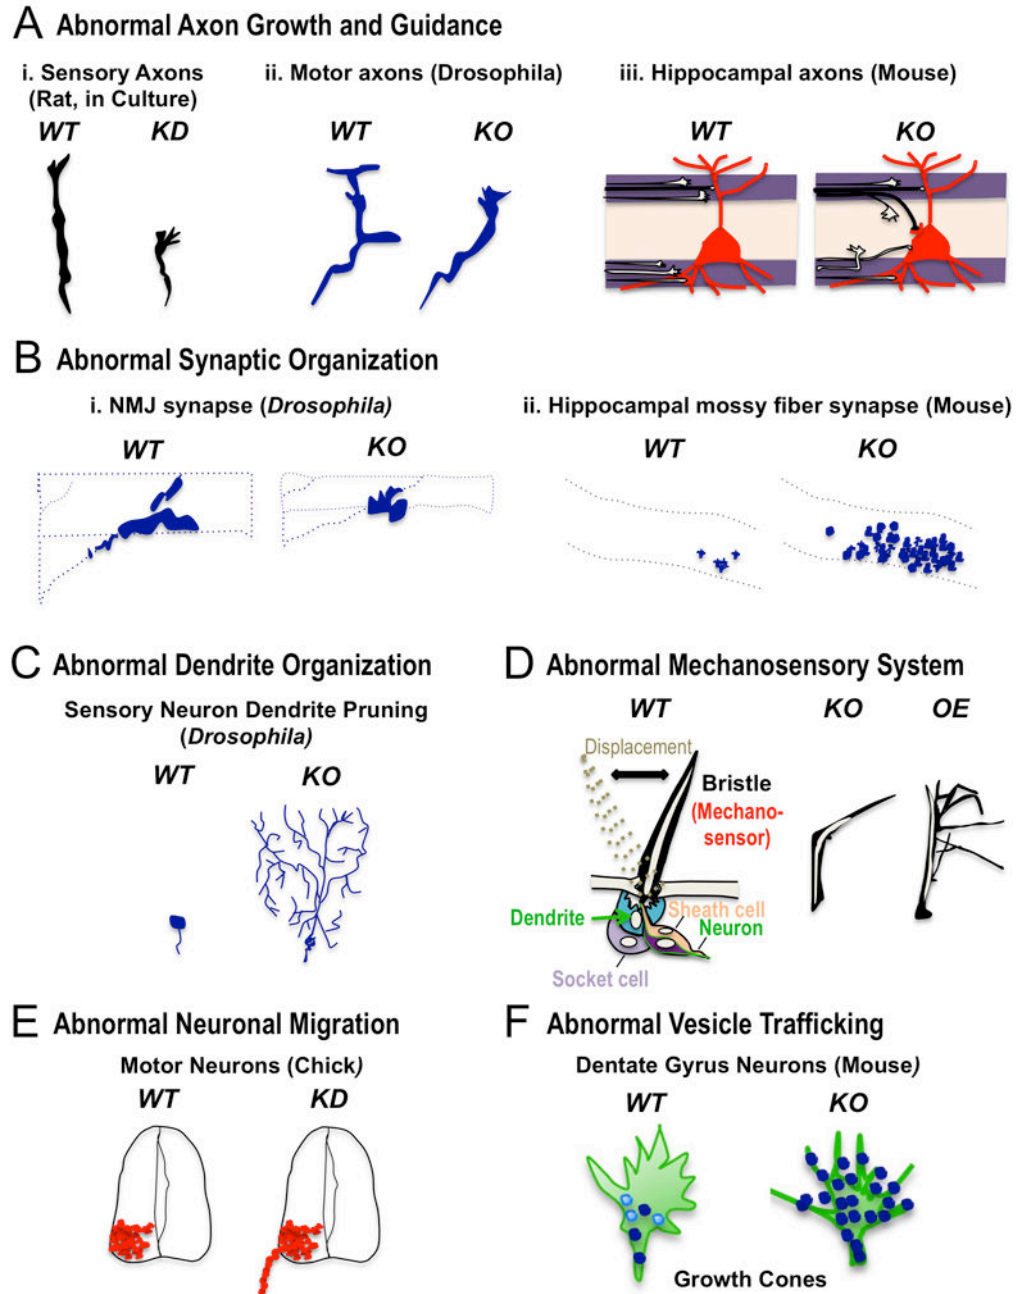 A Abnormal Axon Growth and Guidance
i. Sensory Axons
(Rat, in Culture)
WT KD
ii. Motor axons (Drosophila)
WT KO
iii. Hippocampal axons (Mouse)
WT KO
B Abnormal Synaptic Organization
i. NMJ synapse (Drosophila)
WT KO
ii. Hippocampal mossy fiber synapse (Mouse)
WT KO
C Abnormal Dendrite Organization
Sensory Neuron Dendrite Pruning
(Drosophila)
WT KO
D Abnormal Mechanosensory System
WT KO OE
Displacement
Bristle
(Mechano-
sensor)
Dendrite
Sheath cell
Neuron
Socket cell
E Abnormal Neuronal Migration
Motor Neurons (Chick)
WT KD
F Abnormal Vesicle Trafficking
Dentate Gyrus Neurons (Mouse)
WT KO
Growth Cones